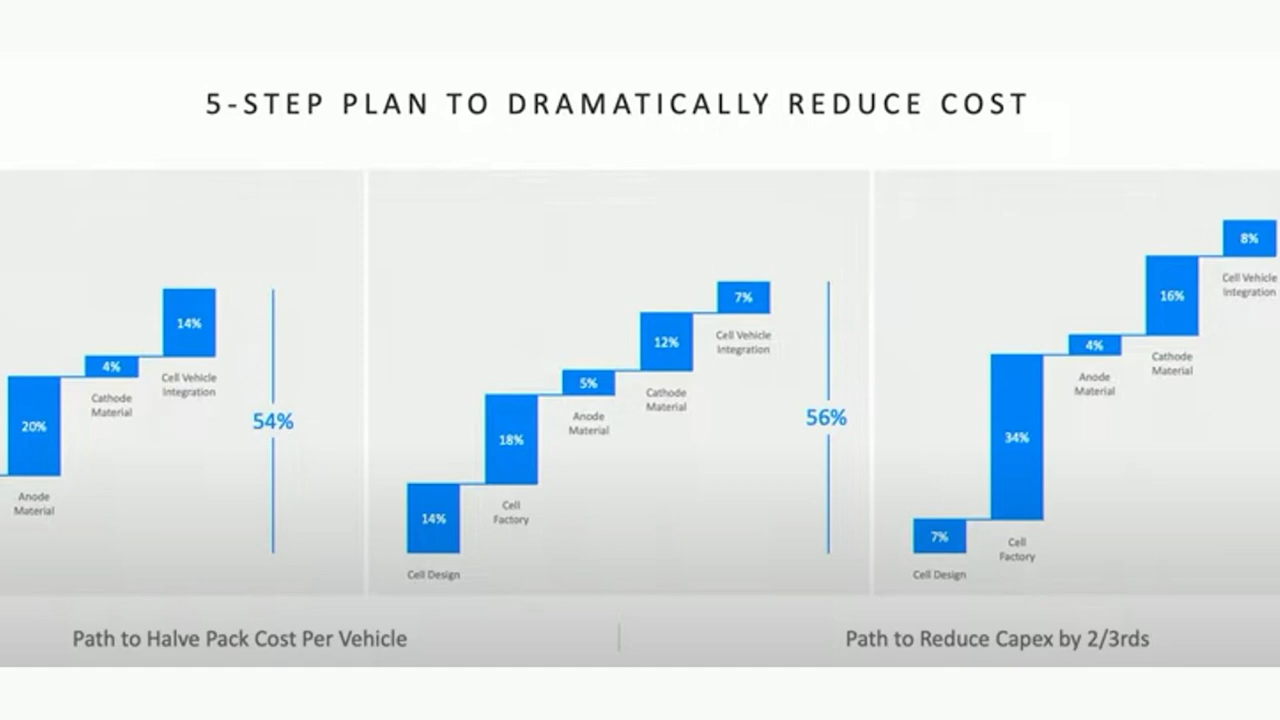 5-STEP PLAN TO DRAMATICALLY REDUCE COST
20%
Anode
Material
4%
Cathode
Material
14%
Cell Vehicle
Integration
54%
14%
Cell Design
18%
Cell
Factory
5%
Anode
Material
12%
Cathode
Material
7%
Cell Vehicle
Integration
56%
7%
Cell Design
34%
Cell
Factory
4%
Anode
Material
16%
Cathode
Material
8%
Cell Vehicle
Integration
Path to Halve Pack Cost Per Vehicle
Path to Reduce Capex by 2/3rds